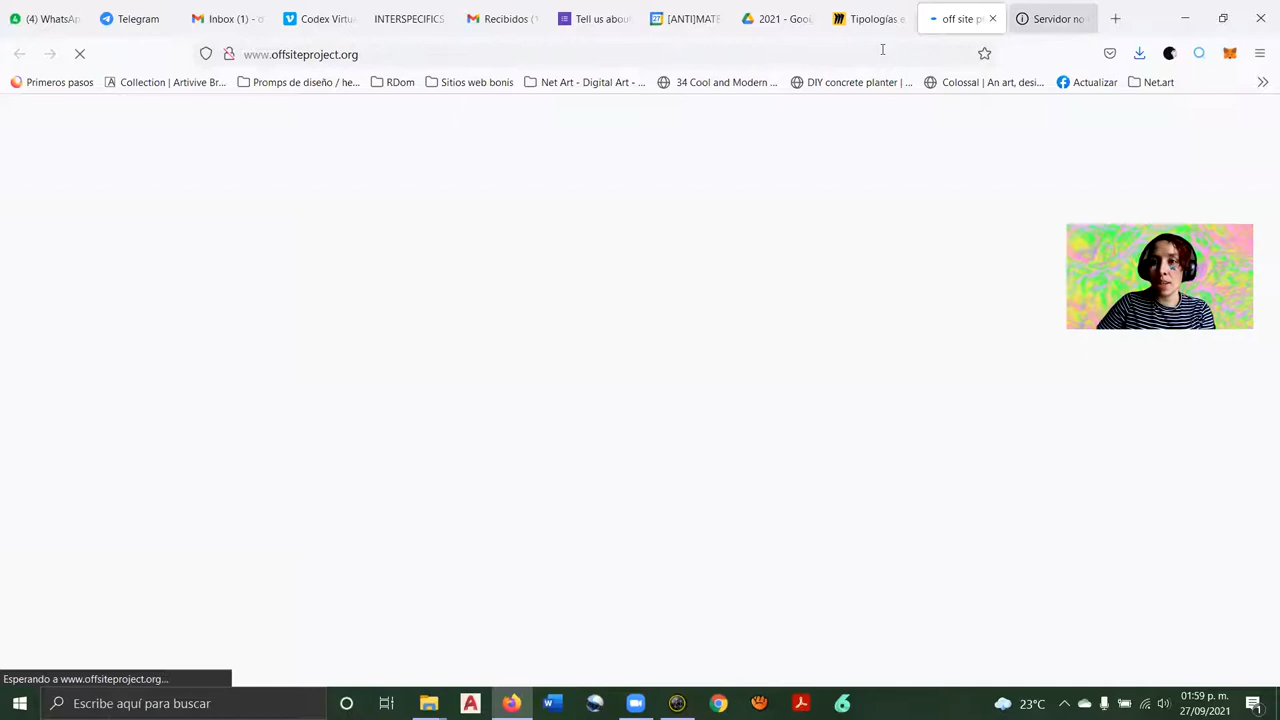 (4) WhatsAp
Telegram
Inbox (1) - d
Codex Virtua
INTERSPECIFICS
Recibidos (1
Tell us about
[ANTI]MATE
2021 - Goog
Tipologías e
off site p
Servidor no
www.offsiteproject.org
Primeros pasos
Collection | Artivive Br...
Promps de diseño / he...
RDom
Sitios web bonis
Net Art - Digital Art - ...
34 Cool and Modern ...
DIY concrete planter | ...
Colossal | An art, desi...
Actualizar
Net.art
Esperando a www.offsiteproject.org...
Escribe aquí para buscar
23°C
01:59 p. m.
27/09/2021